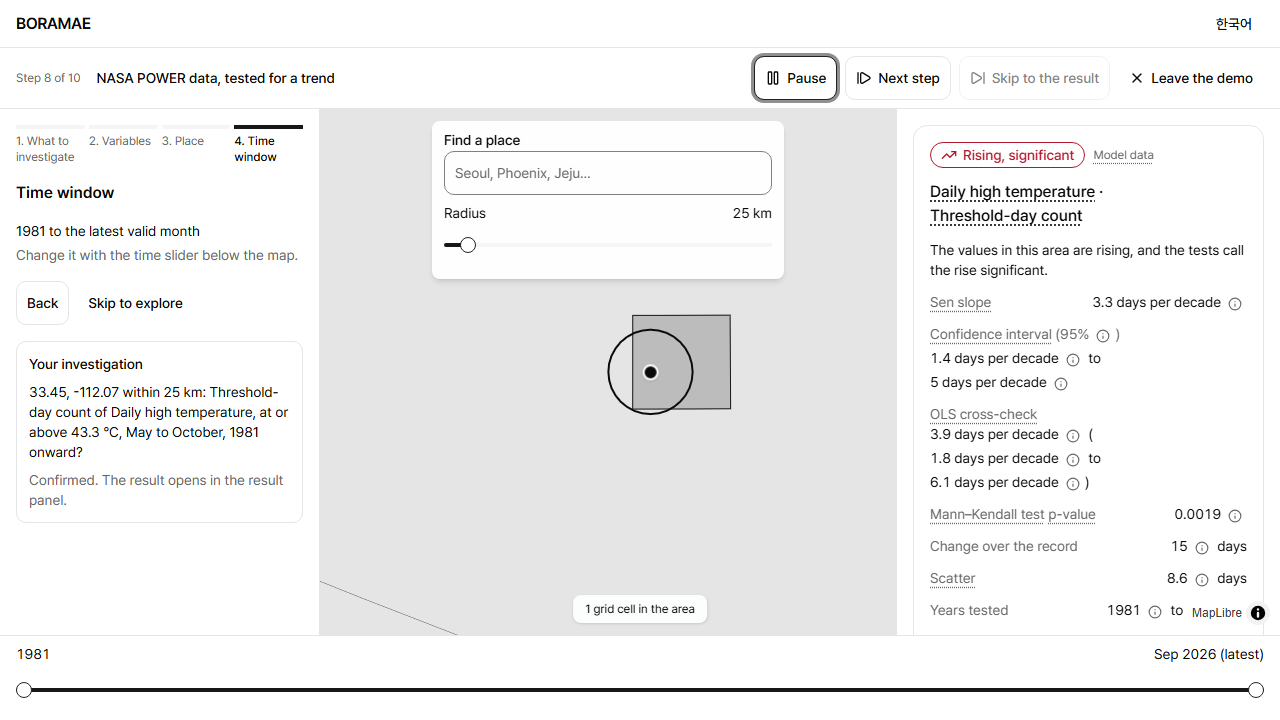 BORAMAE
한국어
Step 8 of 10
NASA POWER data, tested for a trend
Pause
Next step
Skip to the result
Leave the demo
1. What to investigate
2. Variables
3. Place
4. Time window
Time window
1981 to the latest valid month
Change it with the time slider below the map.
Back
Skip to explore
Your investigation
33.45, -112.07 within 25 km: Threshold-
day count of Daily high temperature, at or
above 43.3 °C, May to October, 1981
onward?
Confirmed. The result opens in the result
panel.
Find a place
Seoul, Phoenix, Jeju...
Radius
25 km
1 grid cell in the area
Rising, significant
Model data
Daily high temperature ·
Threshold-day count
The values in this area are rising, and the tests call
the rise significant.
Sen slope
3.3 days per decade
Confidence interval (95% )
1.4 days per decade to
5 days per decade
OLS cross-check
3.9 days per decade (
1.8 days per decade to
6.1 days per decade )
Mann–Kendall test p-value
0.0019
Change over the record
15 days
Scatter
8.6 days
Years tested
1981 to
MapLibre
1981
Sep 2026 (latest)